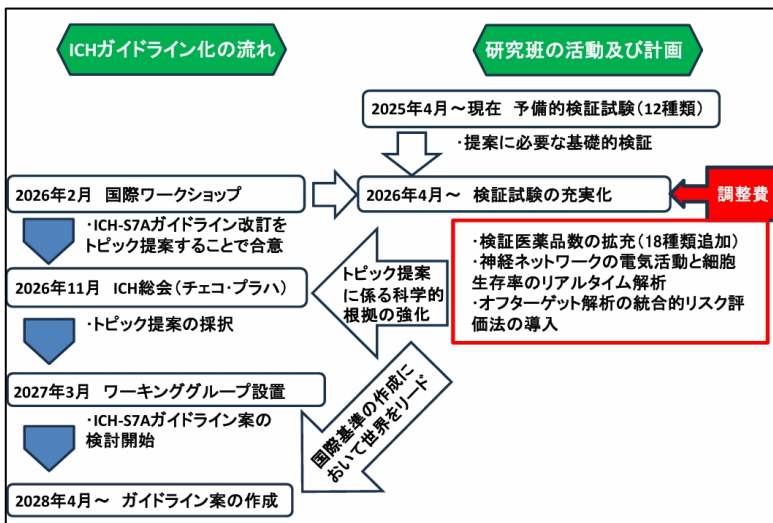 ICHガイドライン化の流れ
研究班の活動及び計画
2025年4月～現在 予備的検証試験（12種類）
・提案に必要な基礎的検証
2026年2月 国際ワークショップ
2026年4月～ 検証試験の充実化
調整費
・ICH-S7Aガイドライン改訂を
トピック提案することで合意
・検証医薬品数の拡充（18種類追加）
・神経ネットワークの電気活動と細胞
生存率のリアルタイム解析
・オフターゲット解析の統合的リスク評
価法の導入
トピック提案
に係る科学的
根拠の強化
2026年11月 ICH総会（チェコ・プラハ）
・トピック提案の採択
2027年3月 ワーキンググループ設置
国際基準の作成に
おいて世界をリード
・ICH-S7Aガイドライン案の
検討開始
2028年4月～ ガイドライン案の作成